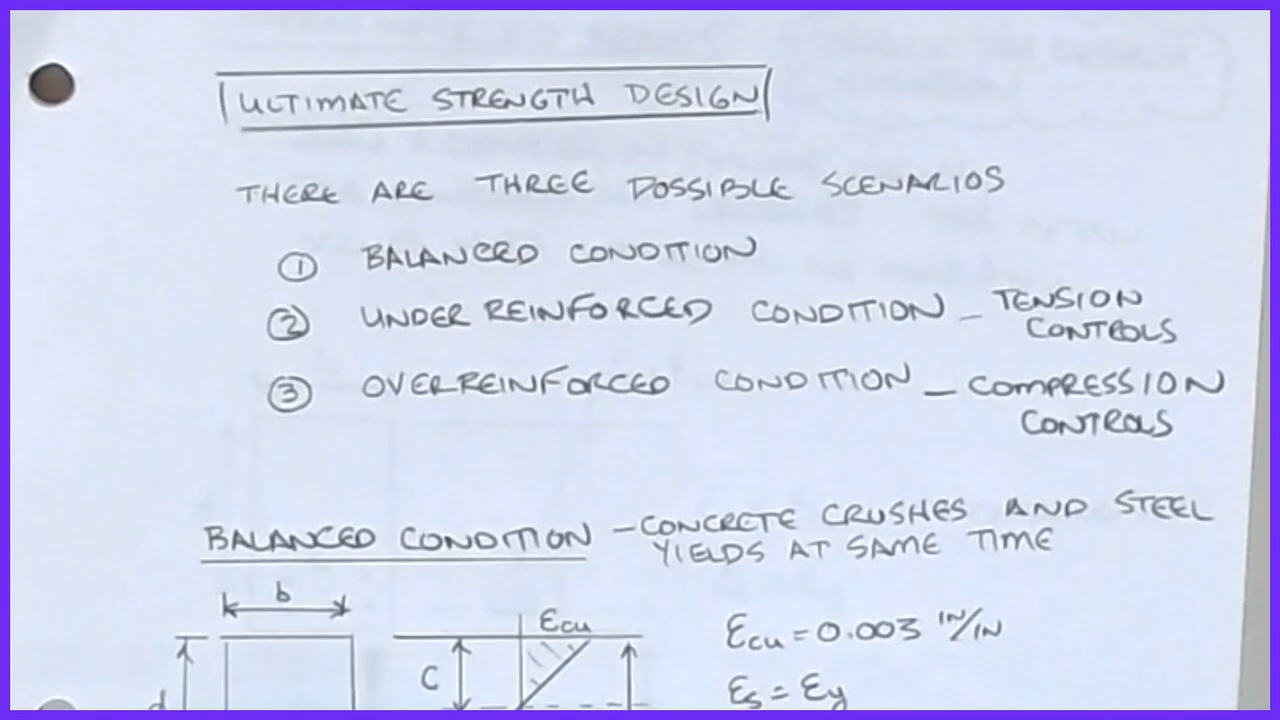 ULTIMATE STRENGTH DESIGN
THERE ARE THREE POSSIBLE SCENARIOS
① BALANCED CONDITION
② UNDER REINFORCED CONDITION – TENSION
CONTROLS
③ OVERREINFORCED CONDITION – COMPRESSION
CONTROLS
BALANCED CONDITION – CONCRETE CRUSHES AND STEEL
YIELDS AT SAME TIME
b
εcu
εcu = 0.003 IN/IN
d
C
εs = εy